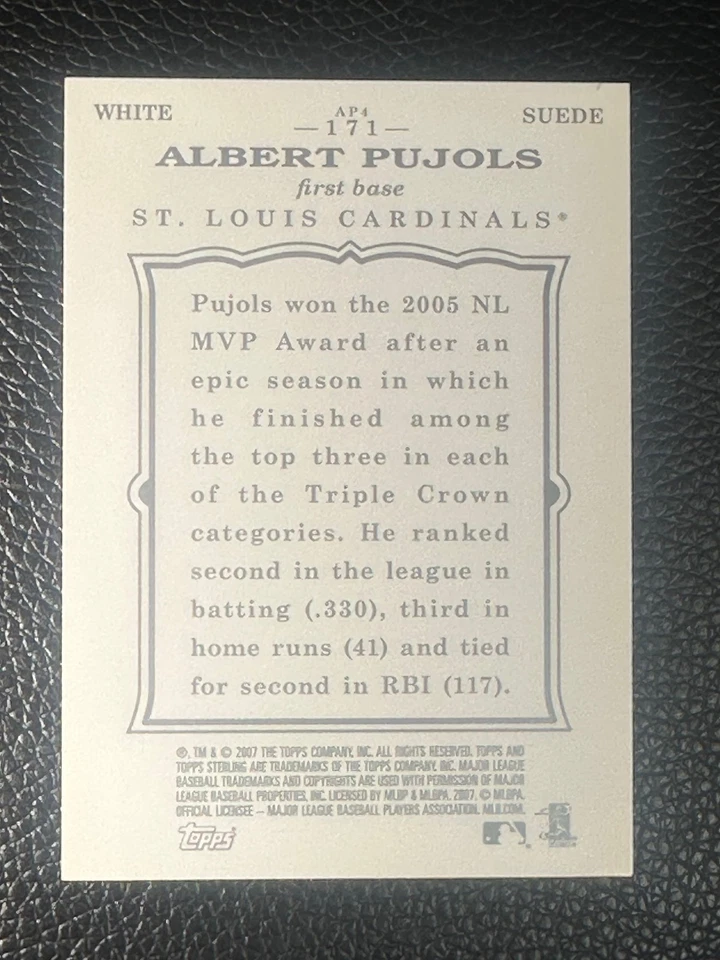 WHITE
AP4
—171—
SUEDE
ALBERT PUJOLS
first base
ST. LOUIS CARDINALS®
Pujols won the 2005 NL
MVP Award after an
epic season in which
he finished among
the top three in each
of the Triple Crown
categories. He ranked
second in the league in
batting (.330), third in
home runs (41) and tied
for second in RBI (117).
®, TM & © 2007 THE TOPPS COMPANY, INC. ALL RIGHTS RESERVED. TOPPS AND
TOPPS STERLING ARE TRADEMARKS OF THE TOPPS COMPANY, INC. MAJOR LEAGUE
BASEBALL TRADEMARKS AND COPYRIGHTS ARE USED WITH PERMISSION OF MAJOR
LEAGUE BASEBALL PROPERTIES, INC. LICENSED BY MLBP & MLBPA. 2007. © MLBPA.
OFFICIAL LICENSEE – MAJOR LEAGUE BASEBALL PLAYERS ASSOCIATION. MLB.COM.
topps